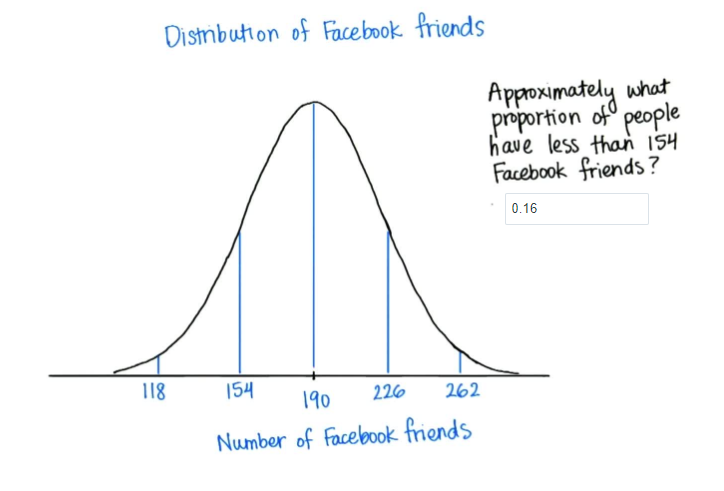 Distribution of Facebook friends
Approximately what
proportion of people
have less than 154
Facebook friends?
0.16
118 154 190 226 262
Number of Facebook friends